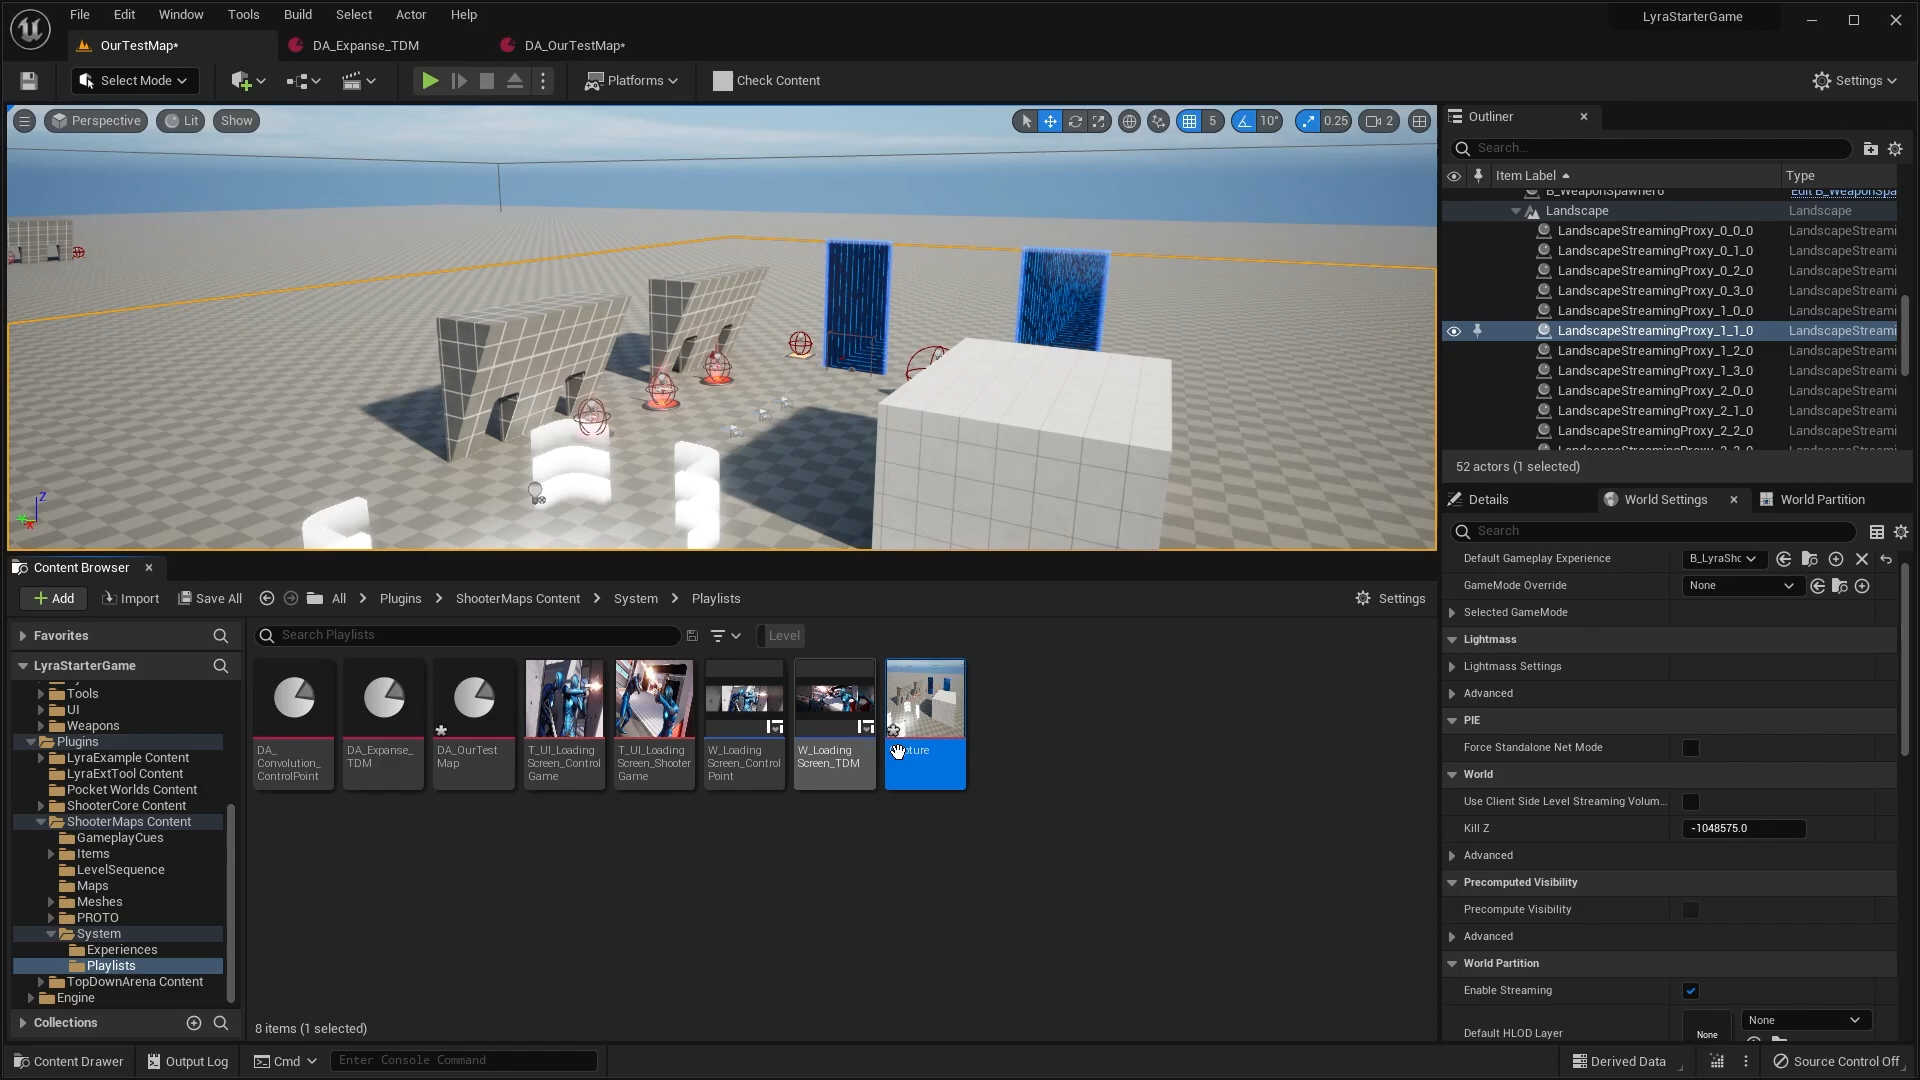 File Edit Window Tools Build Select Actor Help LyraStarterGame
OurTestMap* DA_Expanse_TDM DA_OurTestMap*
Select Mode Platforms Check Content Settings
Perspective Lit Show 5 10° 0.25 2
Z
Outliner
Search...
Item Label Type
B_WeaponSpawner6 Edit B_WeaponSpa
Landscape Landscape
LandscapeStreamingProxy_0_0_0 LandscapeStreami
LandscapeStreamingProxy_0_1_0 LandscapeStreami
LandscapeStreamingProxy_0_2_0 LandscapeStreami
LandscapeStreamingProxy_0_3_0 LandscapeStreami
LandscapeStreamingProxy_1_0_0 LandscapeStreami
LandscapeStreamingProxy_1_1_0 LandscapeStreami
LandscapeStreamingProxy_1_2_0 LandscapeStreami
LandscapeStreamingProxy_1_3_0 LandscapeStreami
LandscapeStreamingProxy_2_0_0 LandscapeStreami
LandscapeStreamingProxy_2_1_0 LandscapeStreami
LandscapeStreamingProxy_2_2_0 LandscapeStreami
52 actors (1 selected)
Details World Settings World Partition
Search
Default Gameplay Experience B_LyraShc
GameMode Override None
Selected GameMode
Lightmass
Lightmass Settings
Advanced
PIE
Force Standalone Net Mode
World
Use Client Side Level Streaming Volum...
Kill Z -1048575.0
Advanced
Precomputed Visibility
Precompute Visibility
Advanced
World Partition
Enable Streaming
Default HLOD Layer None None
Content Browser
Add Import Save All All Plugins ShooterMaps Content System Playlists Settings
Favorites
LyraStarterGame
Tools
UI
Weapons
Plugins
LyraExample Content
LyraExtTool Content
Pocket Worlds Content
ShooterCore Content
ShooterMaps Content
GameplayCues
Items
LevelSequence
Maps
Meshes
PROTO
System
Experiences
Playlists
TopDownArena Content
Engine
Collections
Search Playlists Level
DA_
Convolution_
ControlPoint
DA_Expanse_
TDM
DA_OurTest
Map
T_UI_Loading
Screen_Control
Game
T_UI_Loading
Screen_Shooter
Game
W_Loading
Screen_Control
Point
W_Loading
Screen_TDM
8 items (1 selected)
Content Drawer Output Log Cmd Enter Console Command Derived Data Source Control Off